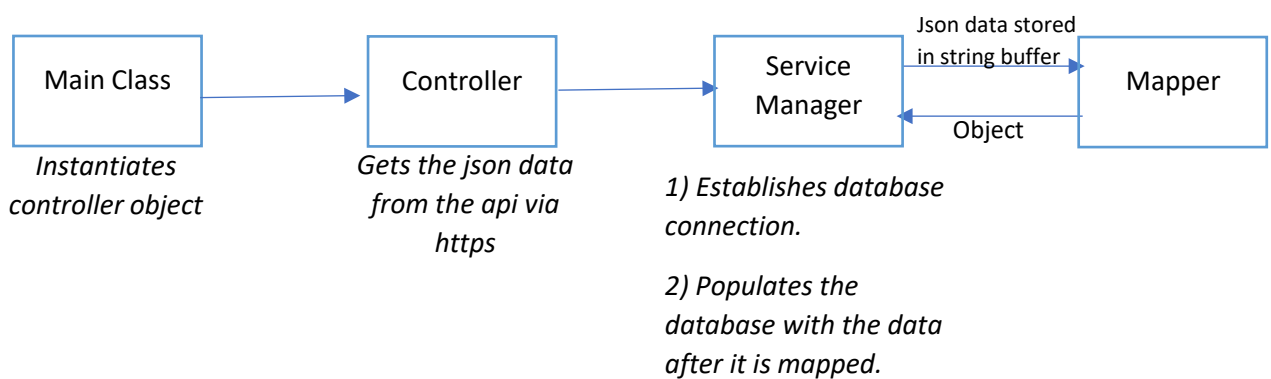 Main Class
Instantiates
controller object
Controller
Gets the json data
from the api via
https
Service
Manager
1) Establishes database
connection.
2) Populates the
database with the data
after it is mapped.
Json data stored
in string buffer
Object
Mapper